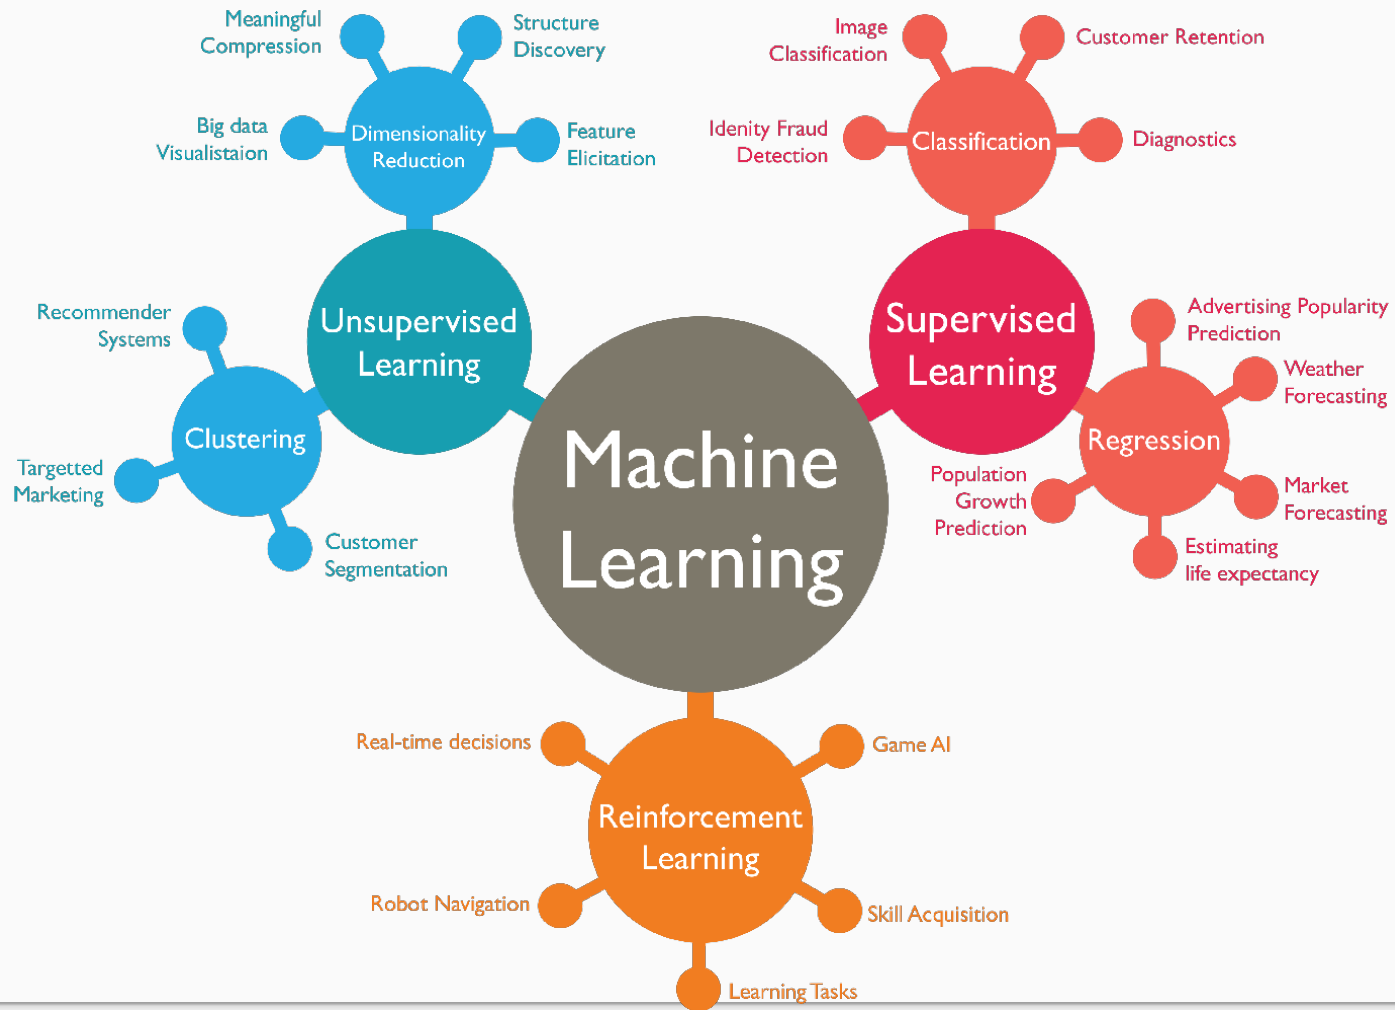 Meaningful
Compression
Structure
Discovery
Big data
Visualistaion
Dimensionality
Reduction
Feature
Elicitation
Image
Classification
Customer Retention
Idenity Fraud
Detection
Classification
Diagnostics
Unsupervised
Learning
Supervised
Learning
Recommender
Systems
Clustering
Targetted
Marketing
Customer
Segmentation
Machine
Learning
Advertising Popularity
Prediction
Weather
Forecasting
Regression
Population
Growth
Prediction
Market
Forecasting
Estimating
life expectancy
Real-time decisions
Game AI
Reinforcement
Learning
Robot Navigation
Skill Acquisition
Learning Tasks